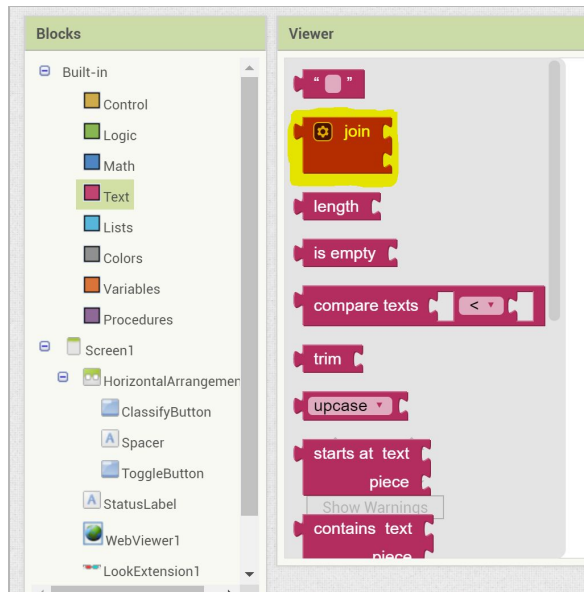 Blocks
Built-in
Control
Logic
Math
Text
Lists
Colors
Variables
Procedures
Screen1
HorizontalArrangemen
ClassifyButton
A Spacer
ToggleButton
A StatusLabel
WebViewer1
LookExtension1
Viewer
“ ”
join
length
is empty
compare texts <
trim
upcase
starts at text
piece
Show Warnings
contains text
piece